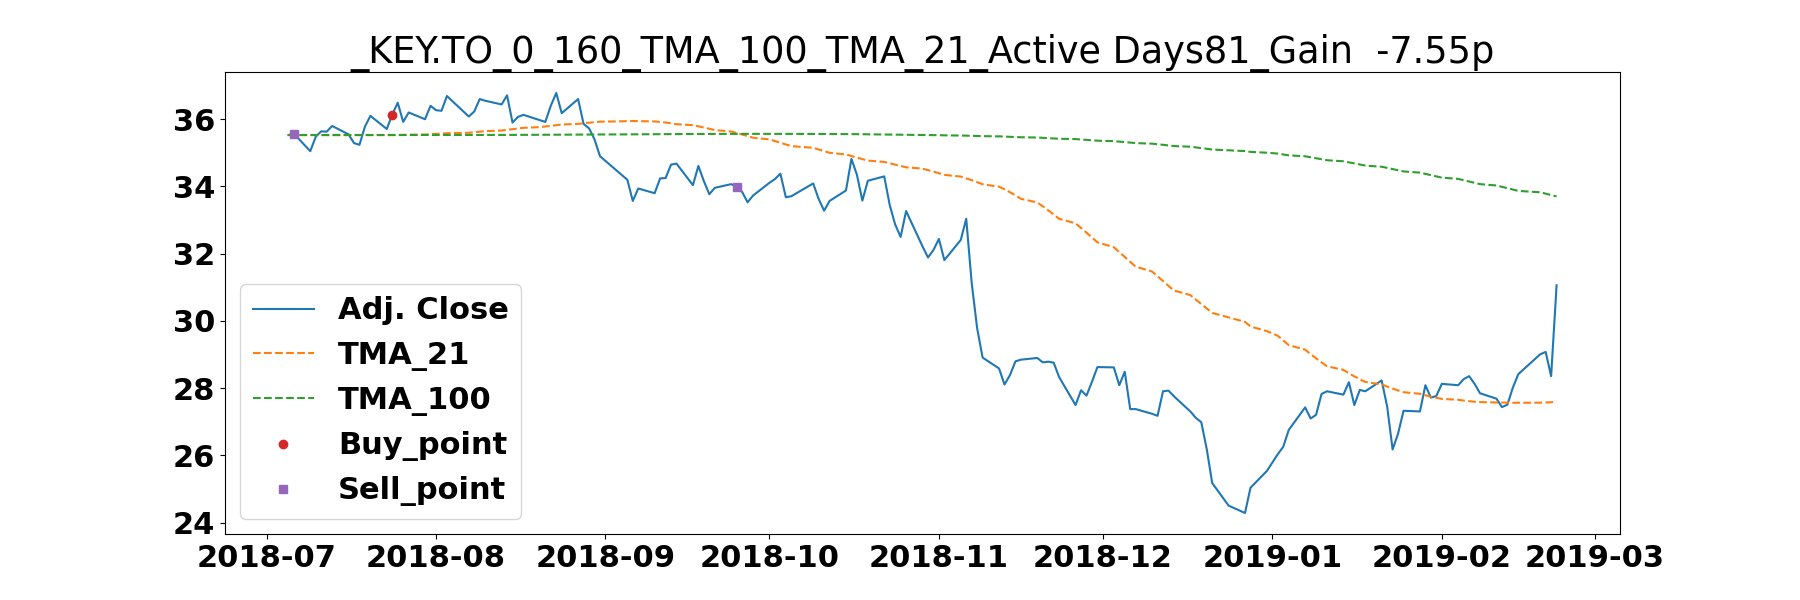 _KEY.TO_0_160_TMA_100_TMA_21_Active Days81_Gain  -7.55p
36
34
32
30
28
26
24
Adj. Close
TMA_21
TMA_100
Buy_point
Sell_point
2018-07 2018-08 2018-09 2018-10 2018-11 2018-12 2019-01 2019-02 2019-03